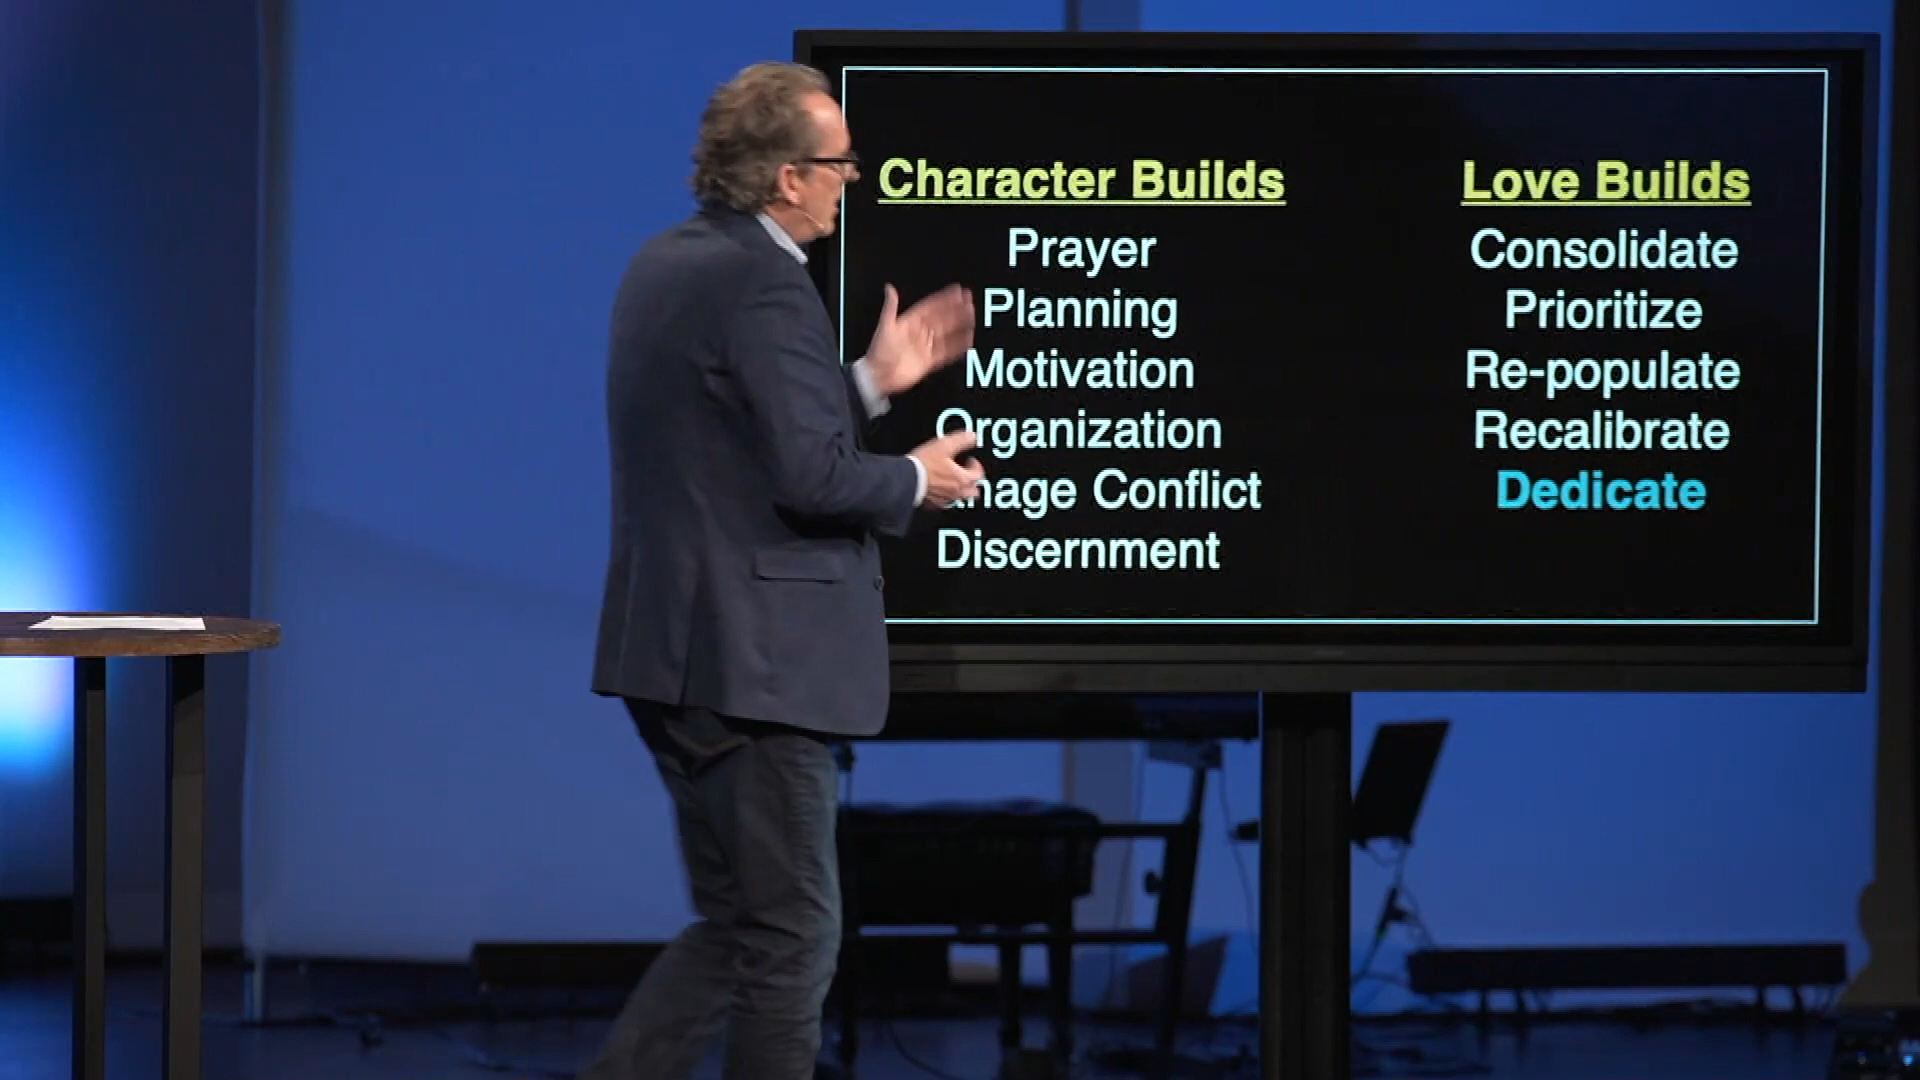 Character Builds
Prayer
Planning
Motivation
Organization
Conflict
Discernment
Love Builds
Consolidate
Prioritize
Re-populate
Recalibrate
Dedicate